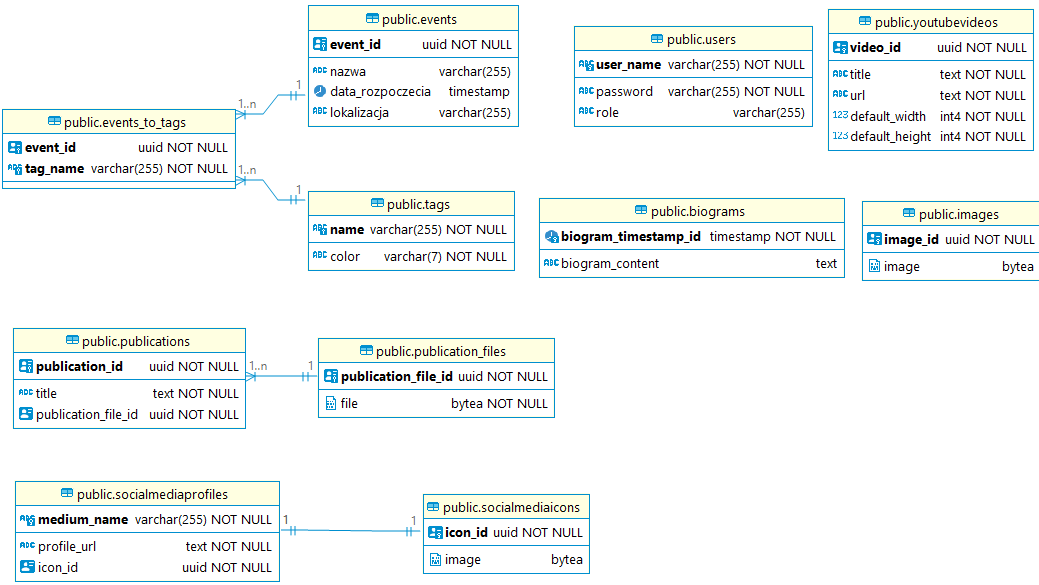 public.events
event_id uuid NOT NULL
nazwa varchar(255)
data_rozpoczecia timestamp
lokalizacja varchar(255)
public.users
user_name varchar(255) NOT NULL
password varchar(255) NOT NULL
role varchar(255)
public.youtubevideos
video_id uuid NOT NULL
title text NOT NULL
url text NOT NULL
default_width int4 NOT NULL
default_height int4 NOT NULL
1
1..n
public.events_to_tags
event_id uuid NOT NULL
tag_name varchar(255) NOT NULL
1..n
1
public.tags
name varchar(255) NOT NULL
color varchar(7) NOT NULL
public.biograms
biogram_timestamp_id timestamp NOT NULL
biogram_content text
public.images
image_id uuid NOT NULL
image bytea
public.publications
publication_id uuid NOT NULL
title text NOT NULL
publication_file_id uuid NOT NULL
1..n
1
public.publication_files
publication_file_id uuid NOT NULL
file bytea NOT NULL
public.socialmediaprofiles
medium_name varchar(255) NOT NULL
profile_url text NOT NULL
icon_id uuid NOT NULL
1
1
public.socialmediaicons
icon_id uuid NOT NULL
image bytea